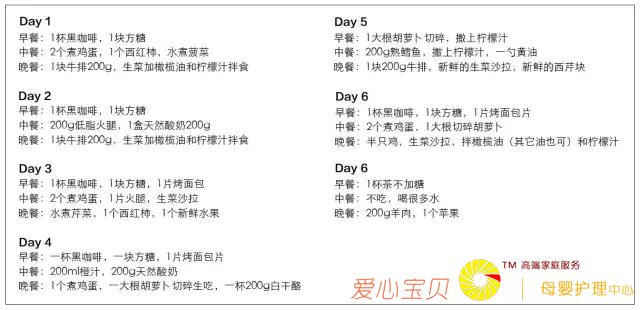 Day 1
早餐：1杯黑咖啡，1块方糖
中餐：2个煮鸡蛋，1个西红柿，水煮菠菜
晚餐：1块牛排200g，生菜加橄榄油和柠檬汁拌食
Day 2
早餐：1杯黑咖啡，1块方糖
中餐：200g低脂火腿，1盒天然酸奶200g
晚餐：1块牛排200g，生菜加橄榄油和柠檬汁拌食
Day 3
早餐：1杯黑咖啡，1块方糖，1片烤面包
中餐：2个煮鸡蛋，1片火腿，生菜沙拉
晚餐：水煮芹菜，1个西红柿，1个新鲜水果
Day 4
早餐：一杯黑咖啡，一块方糖，1片烤面包片
中餐：200ml橙汁，200g天然酸奶
晚餐：1个煮鸡蛋，一大根胡萝卜切碎生吃，一杯200g白干酪
Day 5
早餐：1大根胡萝卜切碎，撒上柠檬汁
中餐：200g熟鳕鱼，撒上柠檬汁，一勺黄油
晚餐：1块200g牛排，新鲜的生菜沙拉，新鲜的西芹块
Day 6
早餐：1杯黑咖啡，1块方糖，1片烤面包片
中餐：2个煮鸡蛋，1大根切碎胡萝卜
晚餐：半只鸡，生菜沙拉，拌橄榄油（其它油也可）和柠檬汁
Day 6
早餐：1杯茶不加糖
中餐：不吃，喝很多水
晚餐：200g羊肉，1个苹果
爱心宝贝
TM 高端家庭服务
母婴护理中心